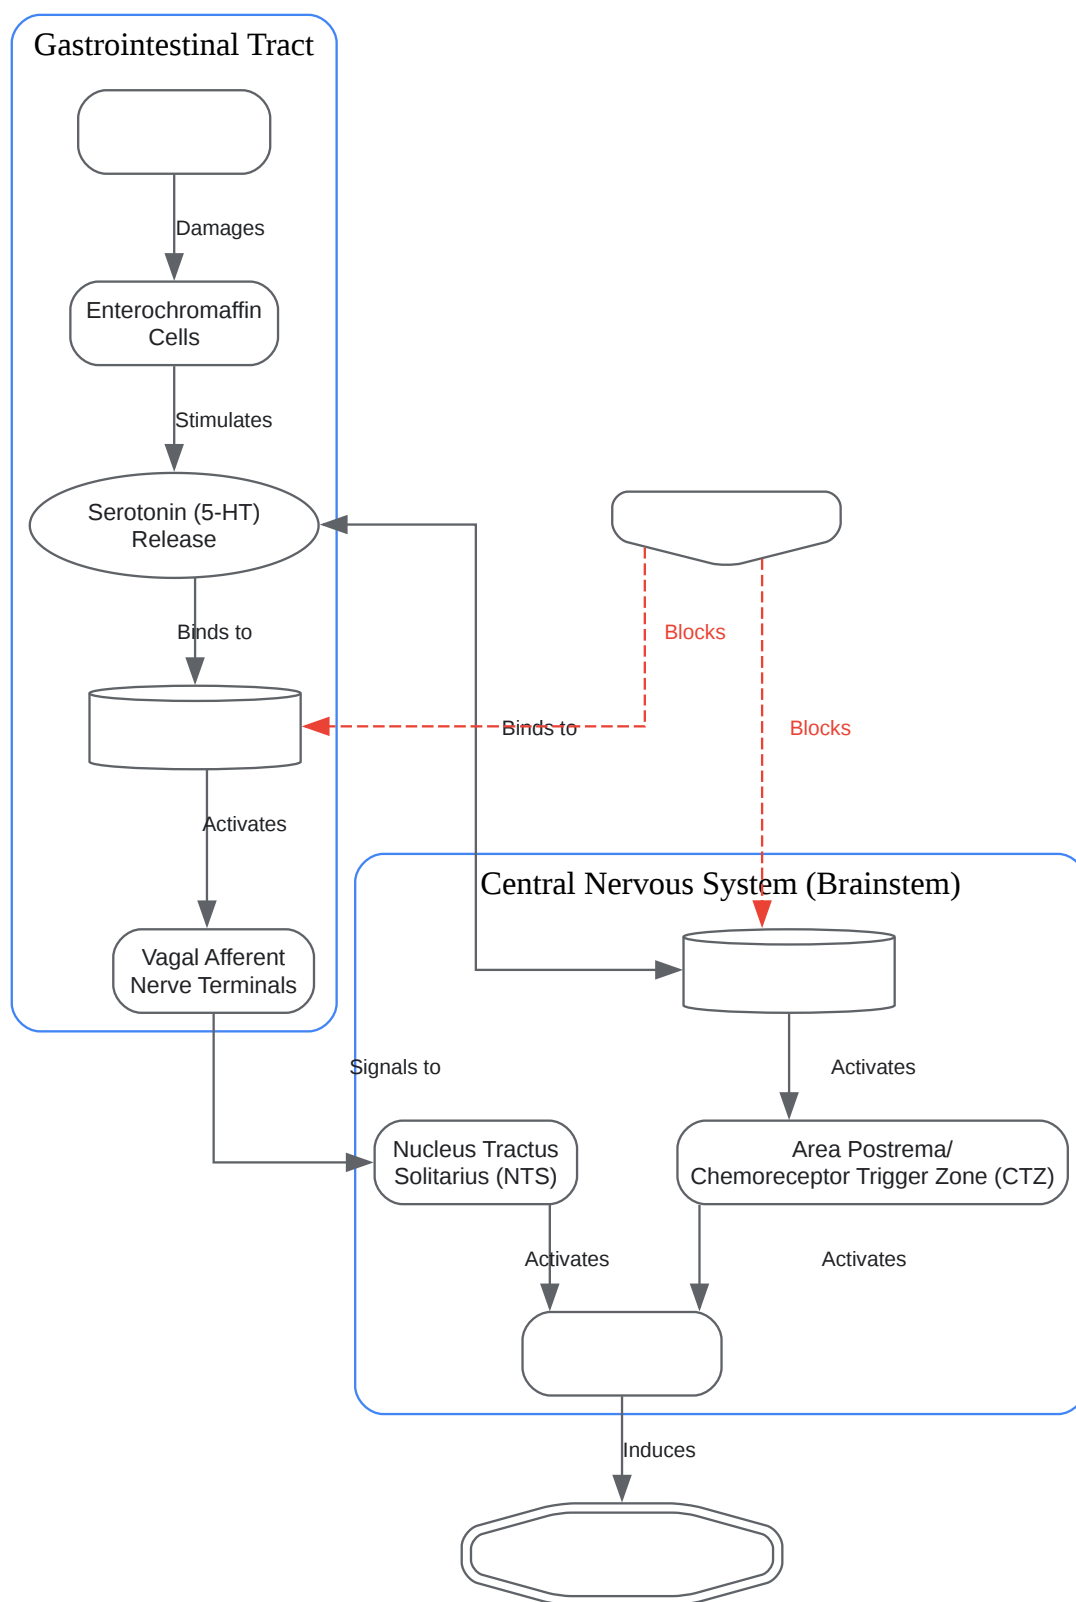 Gastrointestinal Tract
Damages
Enterochromaffin
Cells
Stimulates
Serotonin (5-HT)
Release
Binds to
Blocks
Binds to
Blocks
Activates
Central Nervous System (Brainstem)
Vagal Afferent
Nerve Terminals
Signals to
Activates
Nucleus Tractus
Solitarius (NTS)
Area Postrema/
Chemoreceptor Trigger Zone (CTZ)
Activates
Activates
Induces